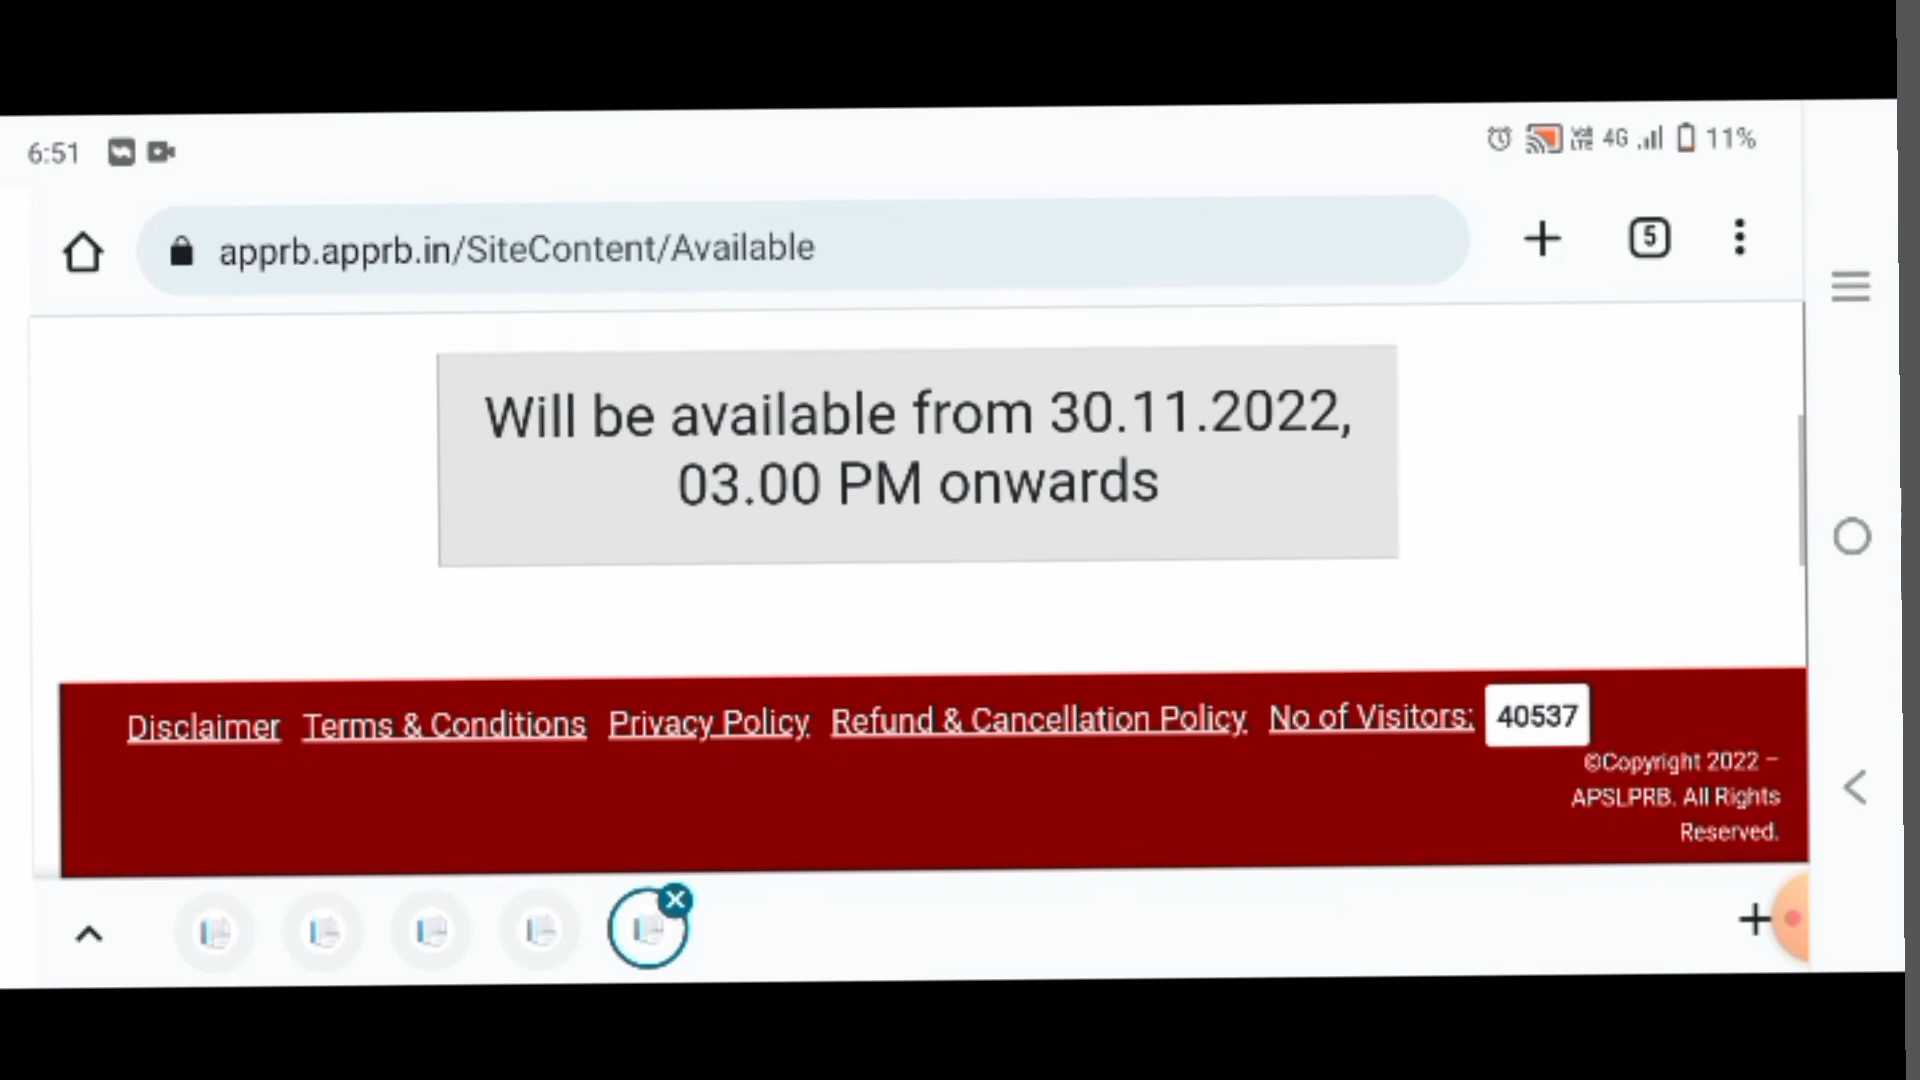 6:51 4G 11%
apprb.apprb.in/SiteContent/Available 5
Will be available from 30.11.2022,
03.00 PM onwards
Disclaimer Terms & Conditions Privacy Policy Refund & Cancellation Policy No of Visitors: 40537
©Copyright 2022 –
APSLPRB. All Rights
Reserved.